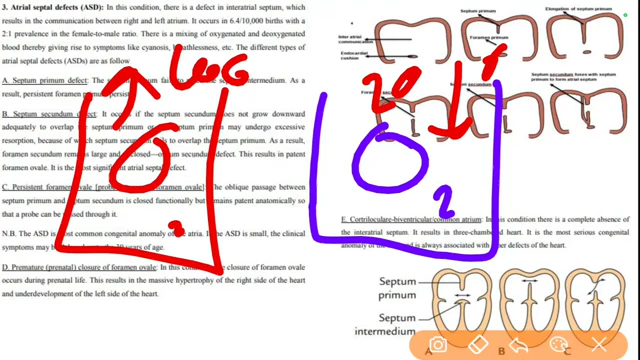 3. Atrial septal defects (ASD): In this condition, there is a defect in interatrial septum, which
results in the communication between right and left atrium. It occurs in 6.4/10,000 births with
a 2:1 prevalence in the female-to-male ratio. There is a mixing of oxygenated and deoxygenated
blood thereby giving rise to symptoms like cyanosis, breathlessness, etc. The different types of
atrial septal defects (ASDs) are as follow
A. Septum primum defect: The septum intermedium. As a
result, persistent foramen
B. Septum secundum defect: It occurs if the septum secundum does not grow downward
adequately to overlap the septum primum or septum primum may undergo excessive
resorption, because of which septum secundum fails to overlap the septum primum. As a result,
foramen secundum remains large and septum secundum defect. This results in patent
foramen ovale. It is the most significant atrial septal defect.
C. Persistent foramen ovale foramen ovale]: The oblique passage
between septum primum and septum secundum is closed functionally but remains patent anatomically so
that a probe can be passed through it.
N.B. The ASD is most common congenital anomaly of the atria. If the ASD is small, the clinical
symptoms may 30 years of age.
D. Premature (prenatal) closure of foramen ovale: In this condition, the closure of foramen ovale
occurs during prenatal life. This results in the massive hypertrophy of the right side of the heart
and underdevelopment of the left side of the heart.
Septum primum
Elongation of septum primum
Inter atrial communication
Foramen primum
Endocardial cushion
Septum secundum
Septum secundum fuses with septum primum to form atrial septum
20
2
E. Cortriloculare-biventricular/common atrium: In this condition there is a complete absence of
the interatrial septum. It results in three-chambered heart. It is the most serious congenital
anomaly of the and is always associated with other defects of the heart.
Septum primum
Septum intermedium
A B C